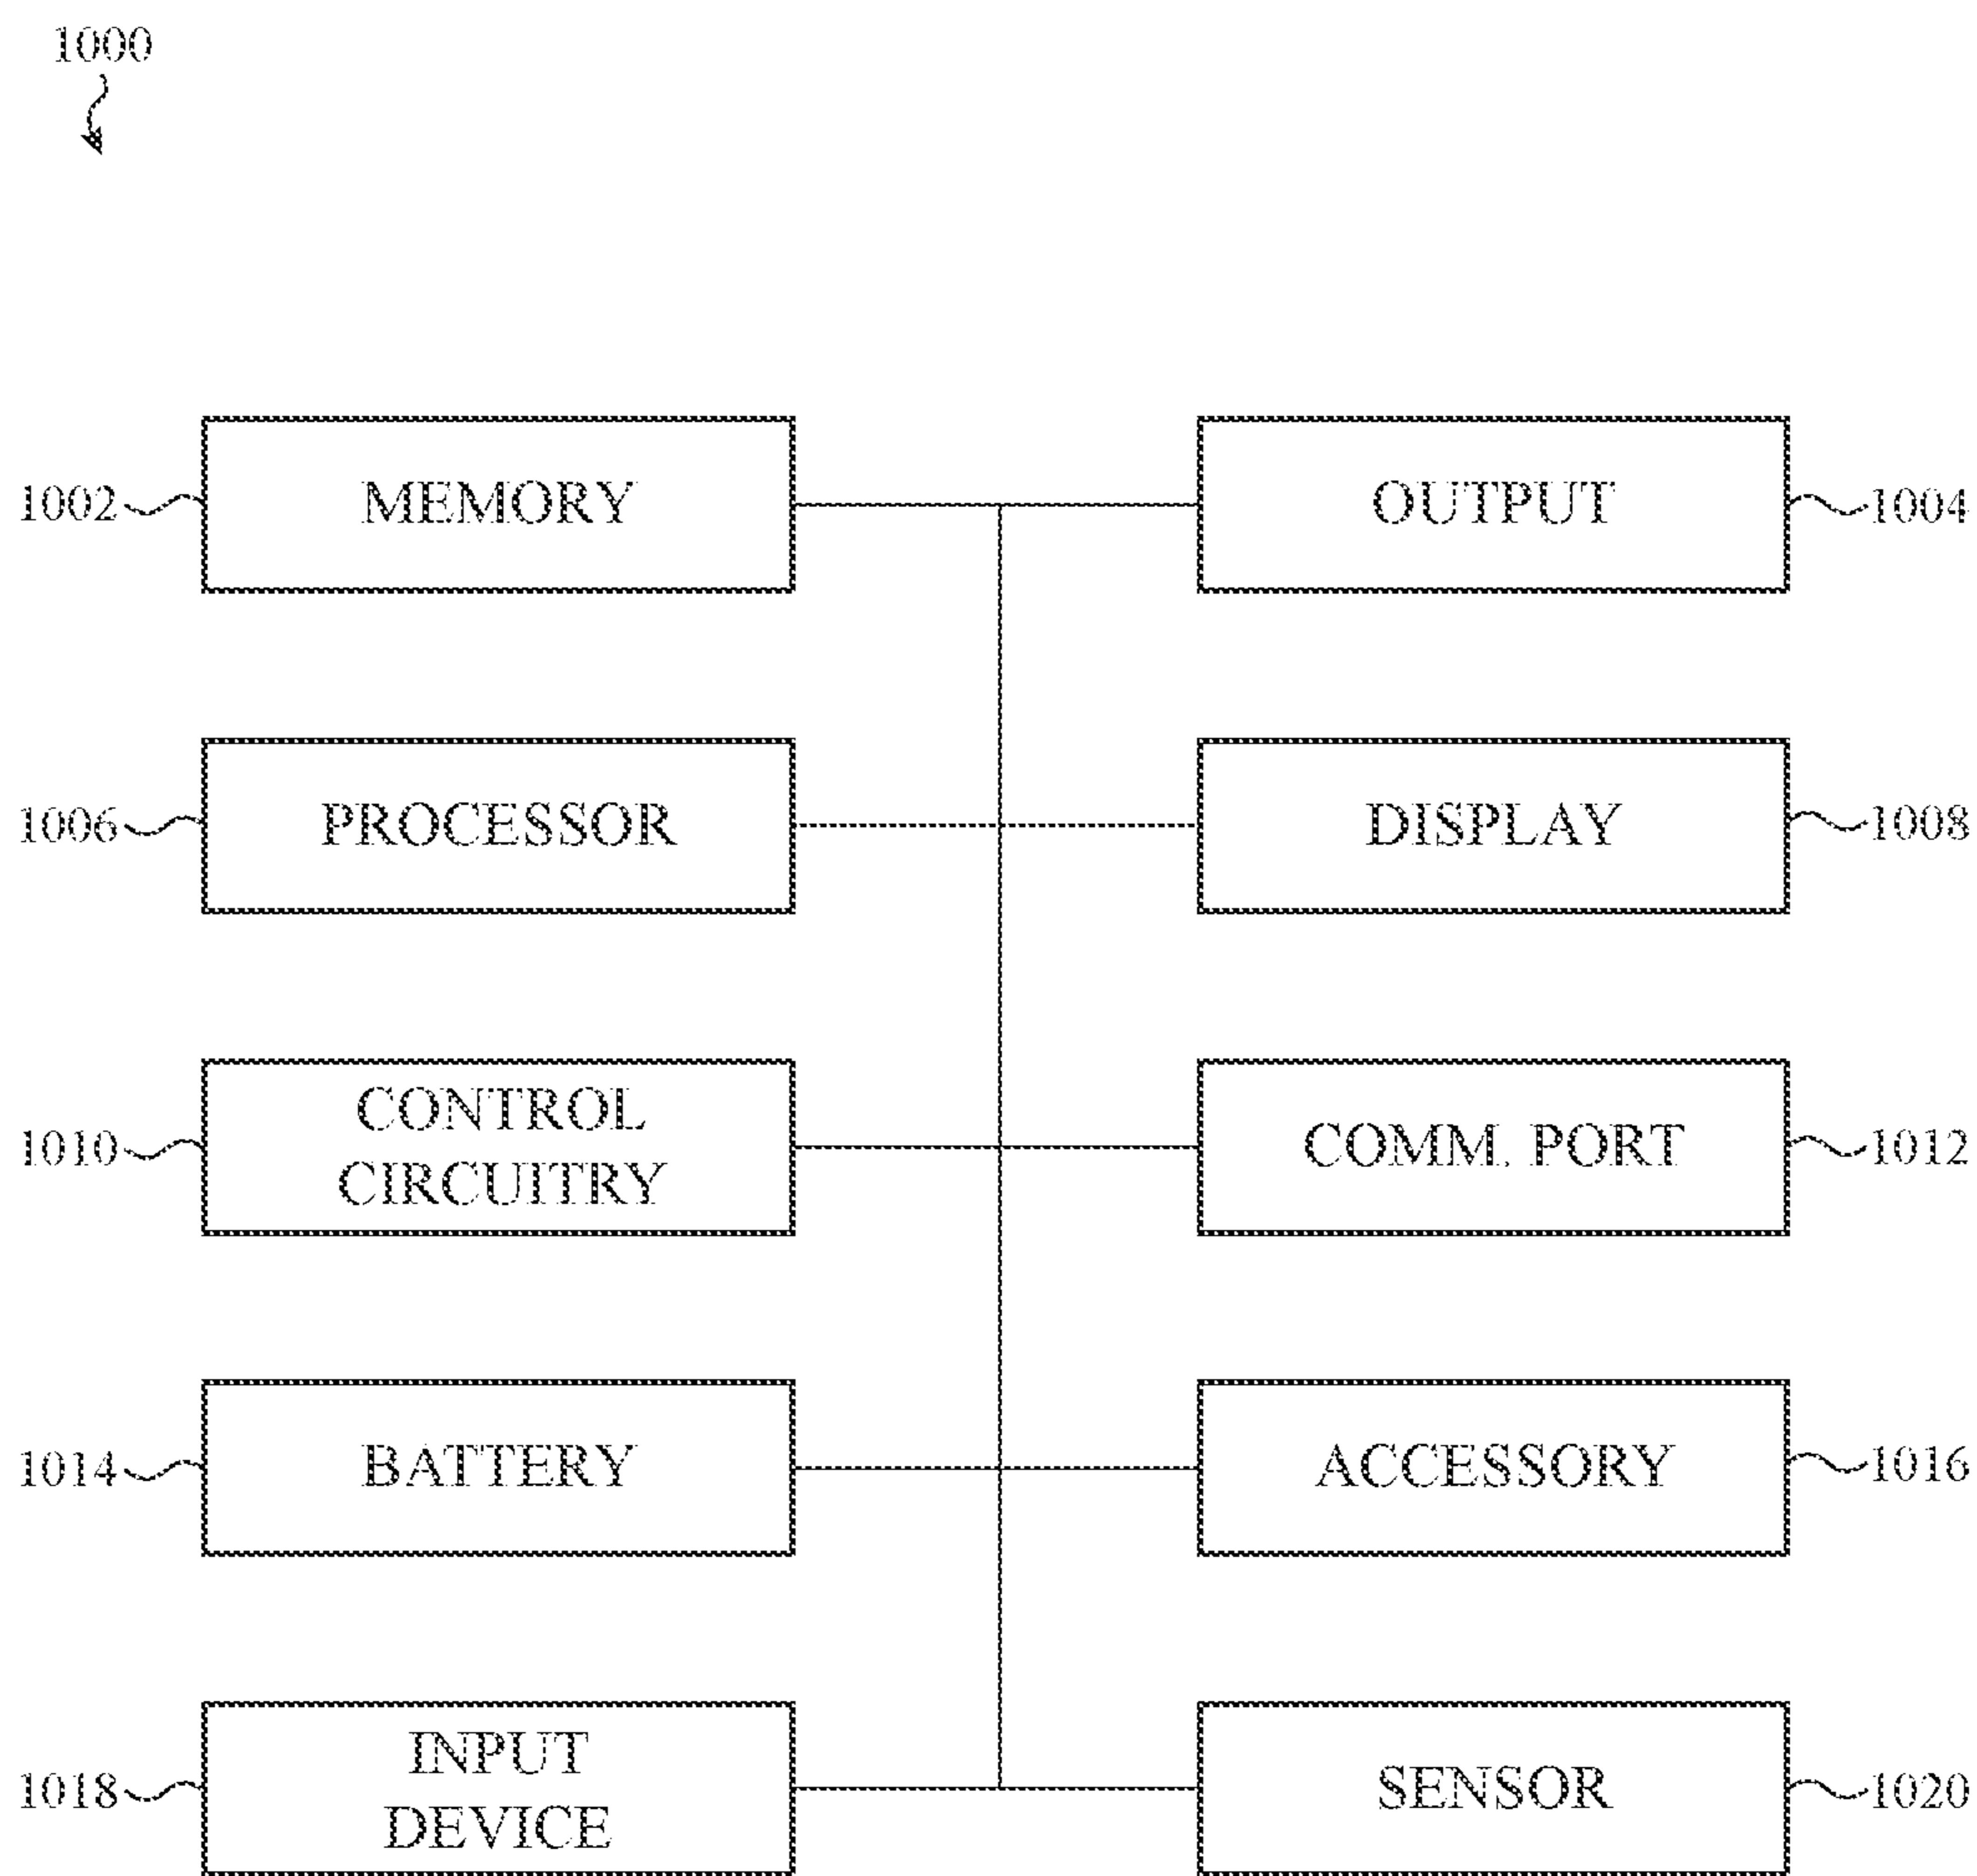 1000
1002 MEMORY OUTPUT 1004
1006 PROCESSOR DISPLAY 1008
1010 CONTROL CIRCUITRY COMM. PORT 1012
1014 BATTERY ACCESSORY 1016
1018 INPUT DEVICE SENSOR 1020